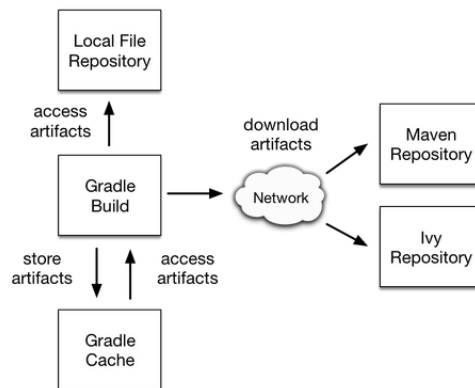 Local File
Repository
access
artifacts
download
artifacts
Maven
Repository
Gradle
Build
Network
Ivy
Repository
store
artifacts
access
artifacts
Gradle
Cache